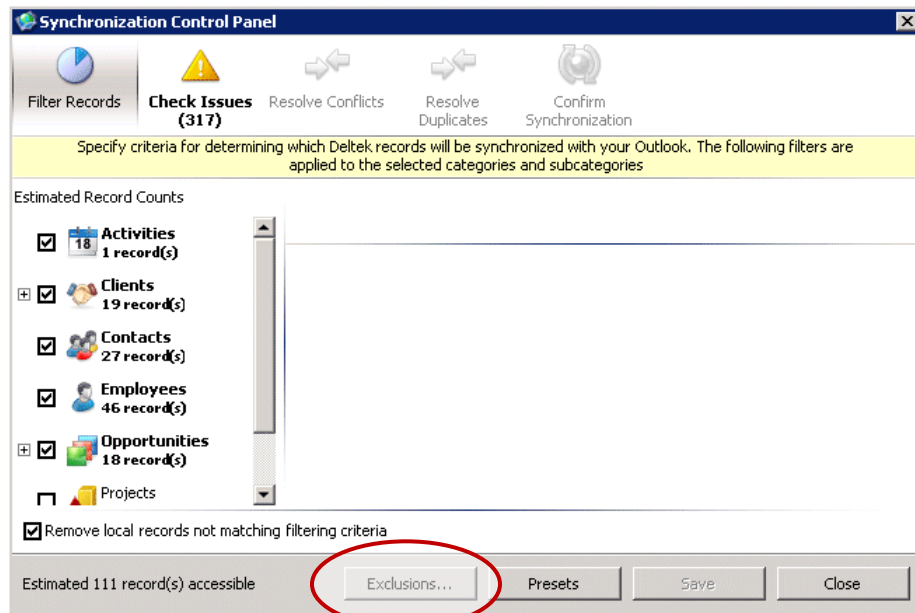 Synchronization Control Panel
Filter Records
Check Issues
(317)
Resolve Conflicts
Resolve
Duplicates
Confirm
Synchronization
Specify criteria for determining which Deltek records will be synchronized with your Outlook. The following filters are
applied to the selected categories and subcategories
Estimated Record Counts
18
Activities
1 record(s)
Clients
19 record(s)
Contacts
27 record(s)
Employees
46 record(s)
Opportunities
18 record(s)
Projects
Remove local records not matching filtering criteria
Estimated 111 record(s) accessible
Exclusions...
Presets
Save
Close